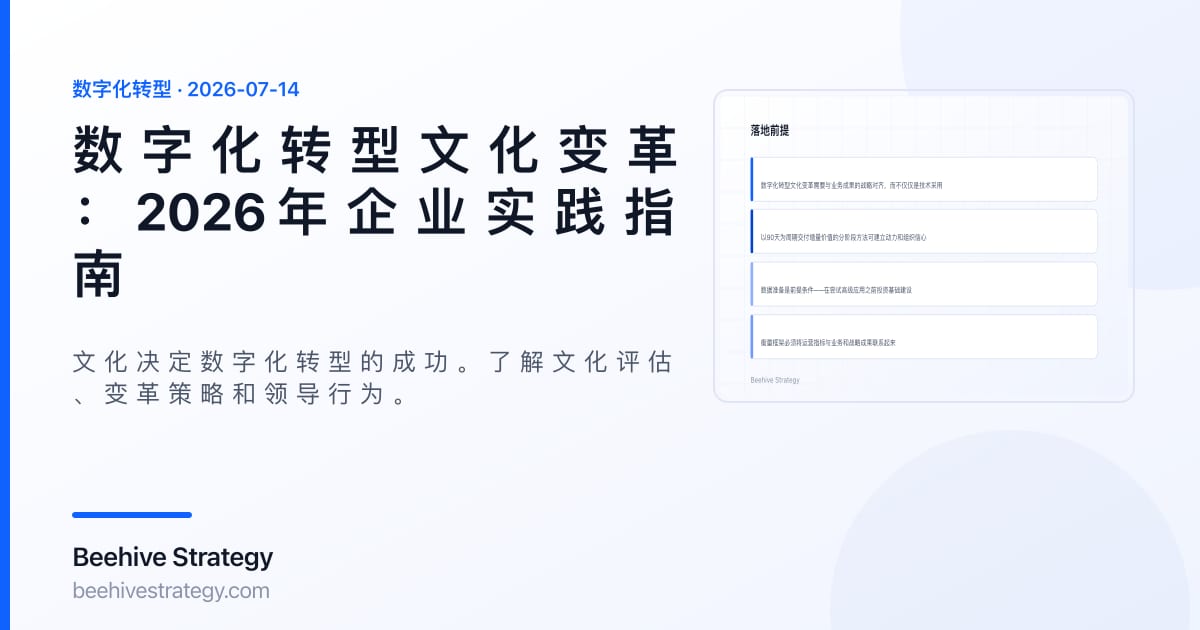 数字化转型 · 2026-07-14
数字化转型文化变革
：2026年企业实践指
南
文化决定数字化转型的成功。了解文化评估
、变革策略和领导行为。
Beehive Strategy
beehivestrategy.com
落地前提
数字化转型文化变革需要与业务成果的战略对齐，而不仅仅是技术采用
以90天为周期交付增量价值的分阶段方法可建立动力和组织信心
数据准备是前提条件——在尝试高级应用之前投资基础建设
衡量框架必须将运营指标与业务和战略成果联系起来
Beehive Strategy